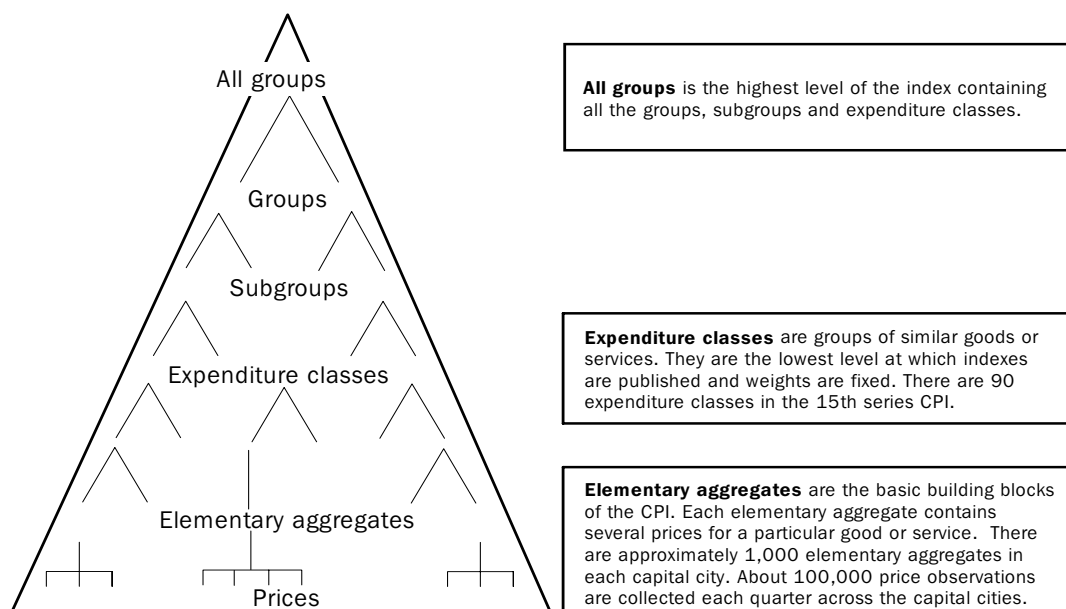 All groups
Groups
Subgroups
Expenditure classes
Elementary aggregates
Prices
All groups is the highest level of the index containing
all the groups, subgroups and expenditure classes.
Expenditure classes are groups of similar goods or
services. They are the lowest level at which indexes
are published and weights are fixed. There are 90
expenditure classes in the 15th series CPI.
Elementary aggregates are the basic building blocks
of the CPI. Each elementary aggregate contains
several prices for a particular good or service. There
are approximately 1,000 elementary aggregates in
each capital city. About 100,000 price observations
are collected each quarter across the capital cities.